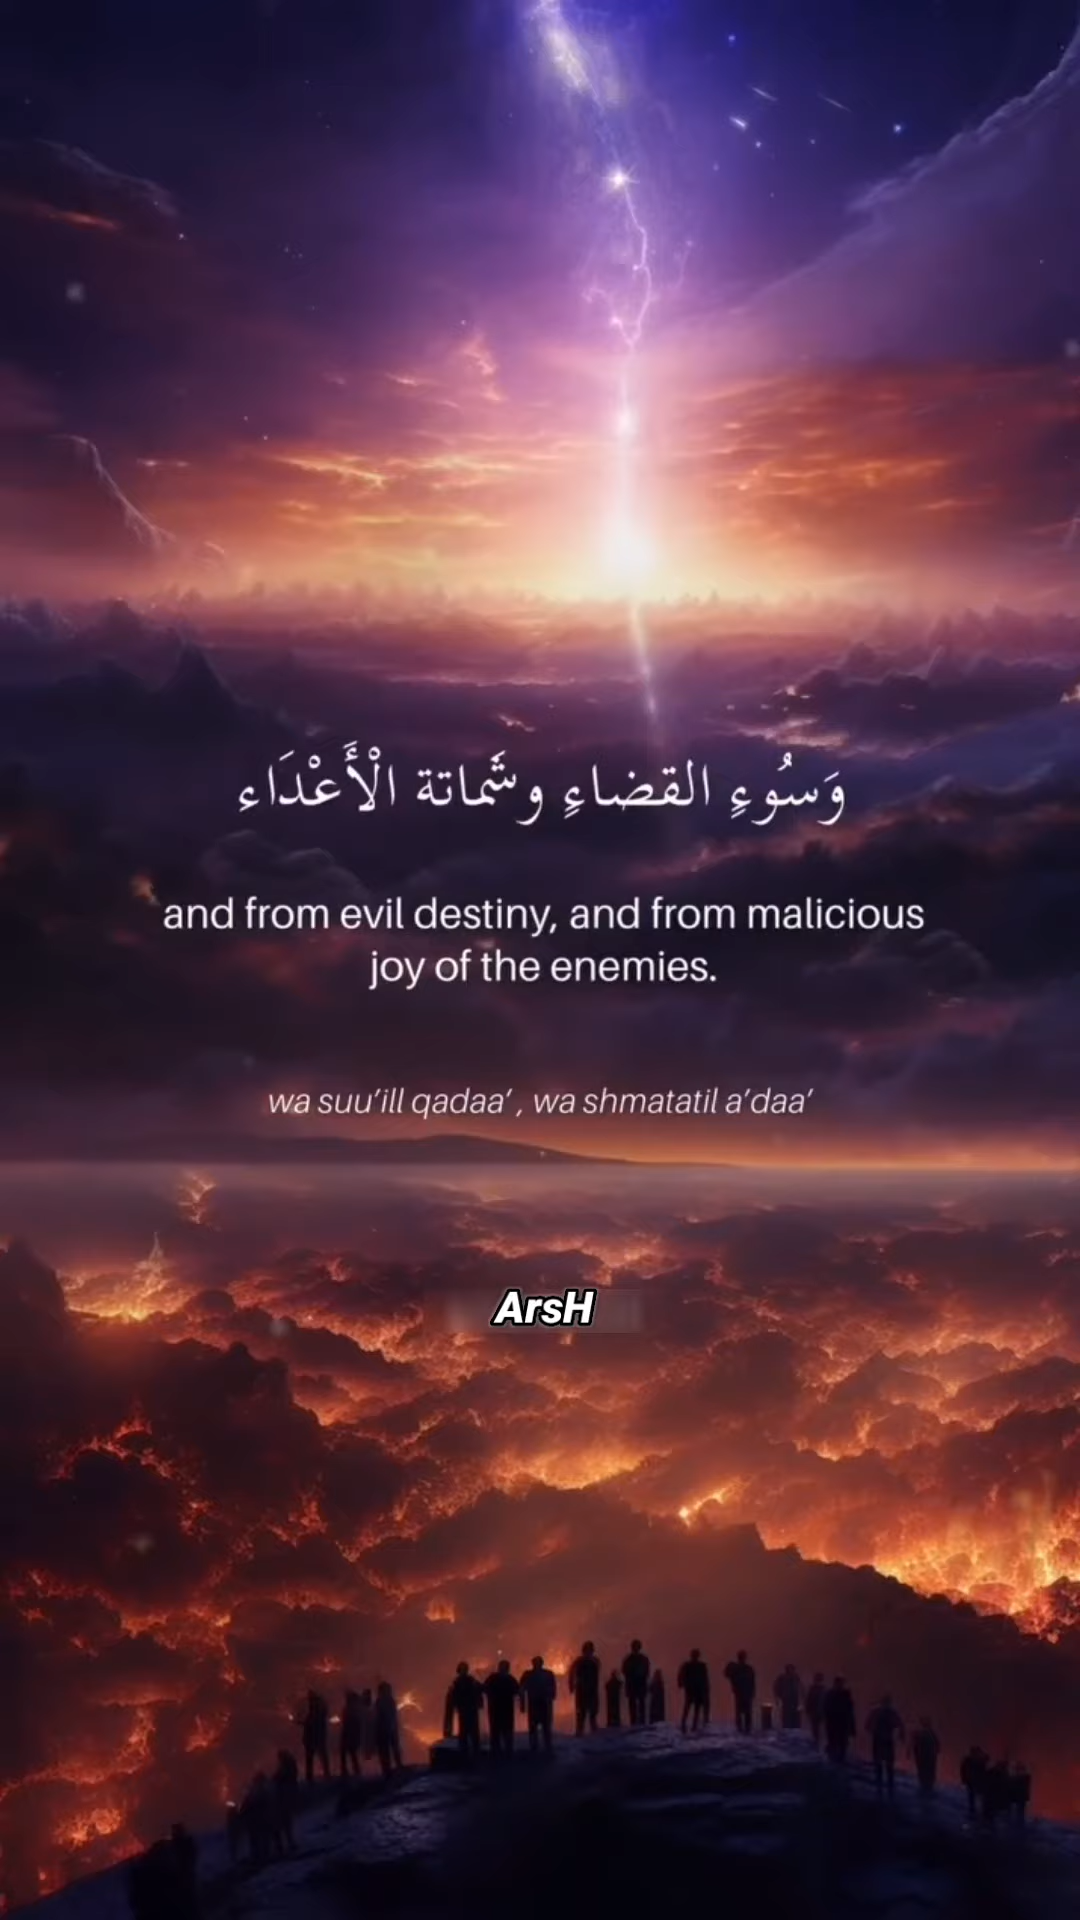 وَسُوءِ القضاءِ وشَّماتة الْأَعْدَاءِ
and from evil destiny, and from malicious
joy of the enemies.
wa suu’ill qadaa’ , wa shmatatil a’daa’
ArsH